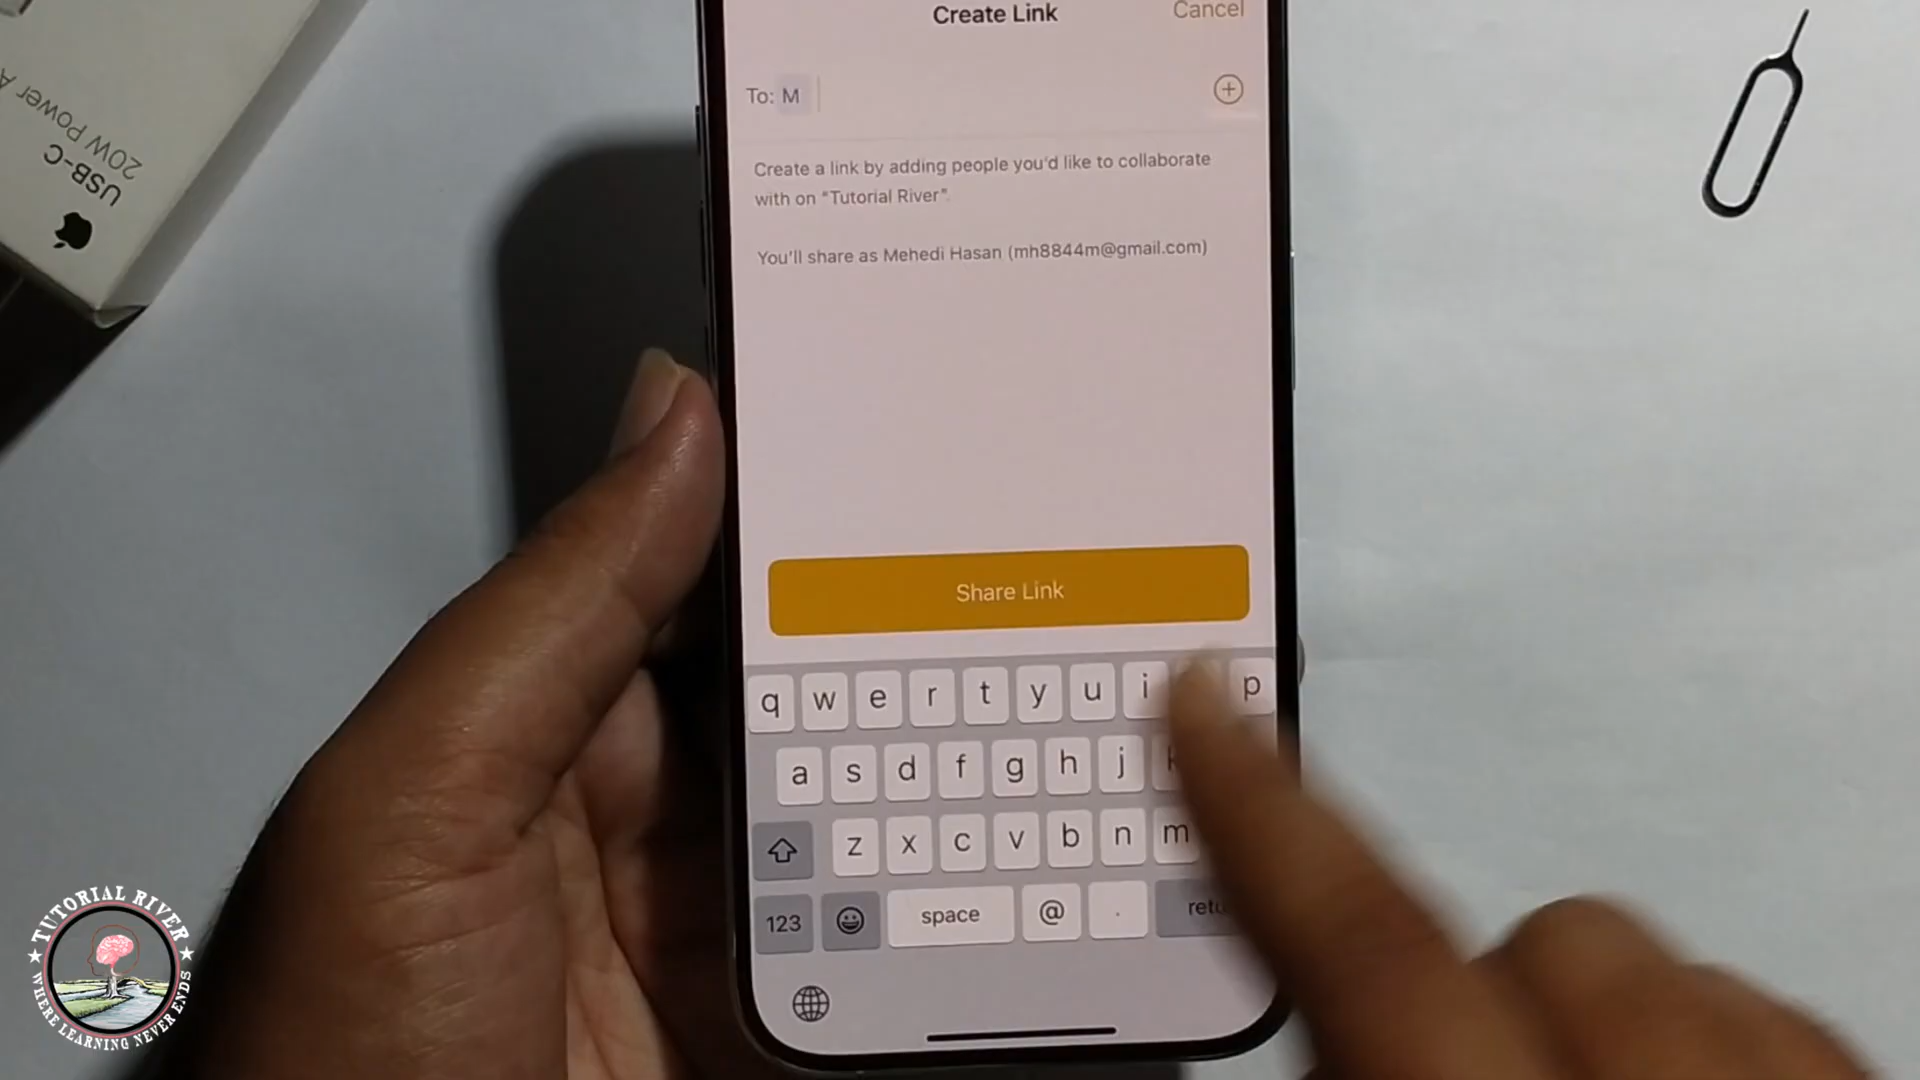 Create Link
Cancel
To: M
Create a link by adding people you'd like to collaborate
with on “Tutorial River”.
You'll share as Mehedi Hasan (mh8844m@gmail.com)
Share Link
q w e r t y u i p
a s d f g h j k
z x c v b n m
123 space @ . retu
USB-C
20W Power A
TUTORIAL RIVER
WHERE LEARNING NEVER ENDS